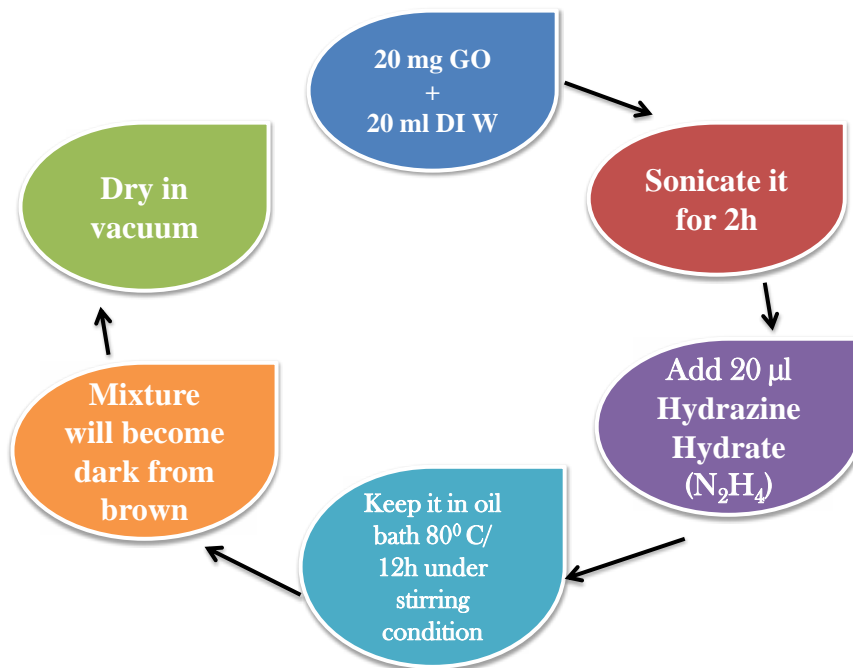 20 mg GO
+
20 ml DI W
Sonicate it
for 2h
Add 20 µl
Hydrazine
Hydrate
(N₂H₄)
Keep it in oil
bath 80⁰ C/
12h under
stirring
condition
Mixture
will become
dark from
brown
Dry in
vacuum